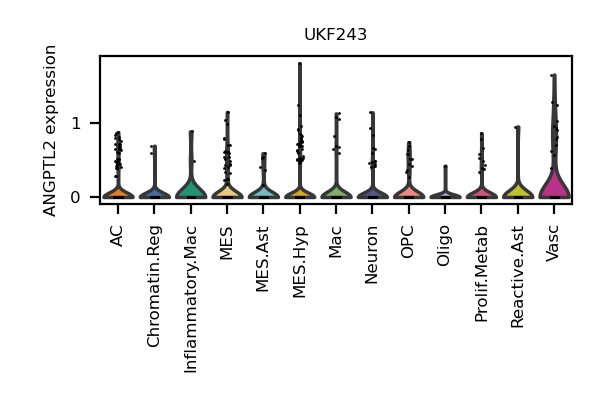 UKF243
ANGPTL2 expression
1
0
AC
Chromatin.Reg
Inflammatory.Mac
MES
MES.Ast
MES.Hyp
Mac
Neuron
OPC
Oligo
Prolif.Metab
Reactive.Ast
Vasc